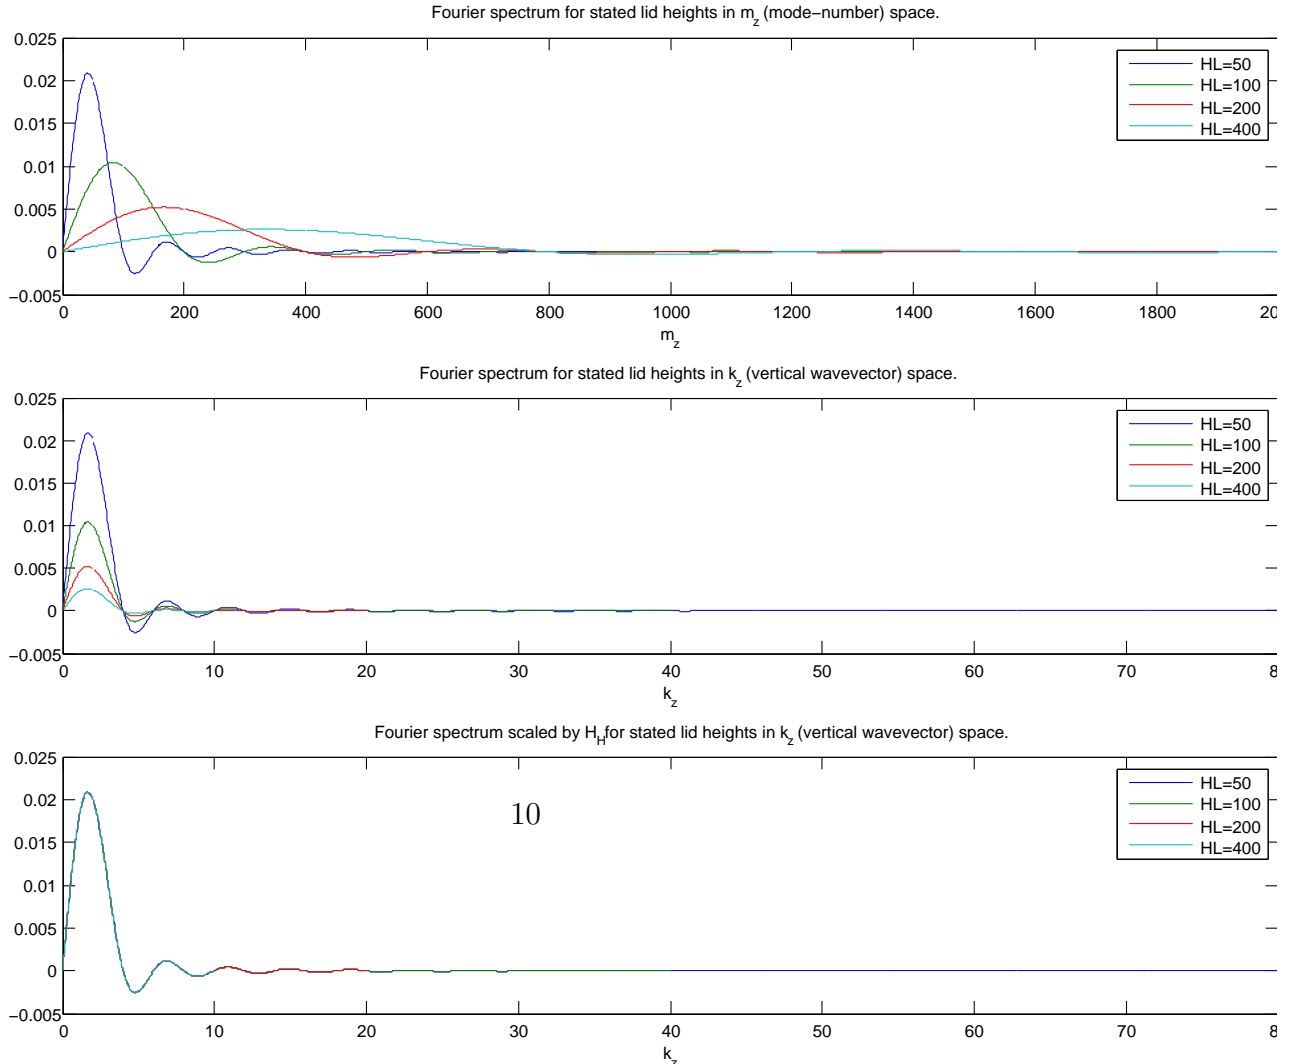 Fourier spectrum for stated lid heights in m_z (mode−number) space.
0.025
0.02
0.015
0.01
0.005
0
−0.005
HL=50
HL=100
HL=200
HL=400
0 200 400 600 800 1000 1200 1400 1600 1800 20
m_z
Fourier spectrum for stated lid heights in k_z (vertical wavevector) space.
0.025
0.02
0.015
0.01
0.005
0
−0.005
HL=50
HL=100
HL=200
HL=400
0 10 20 30 40 50 60 70 8
k_z
Fourier spectrum scaled by H_H for stated lid heights in k_z (vertical wavevector) space.
0.025
0.02
0.015
0.01
0.005
0
−0.005
HL=50
HL=100
HL=200
HL=400
10
0 10 20 30 40 50 60 70 8
k_z